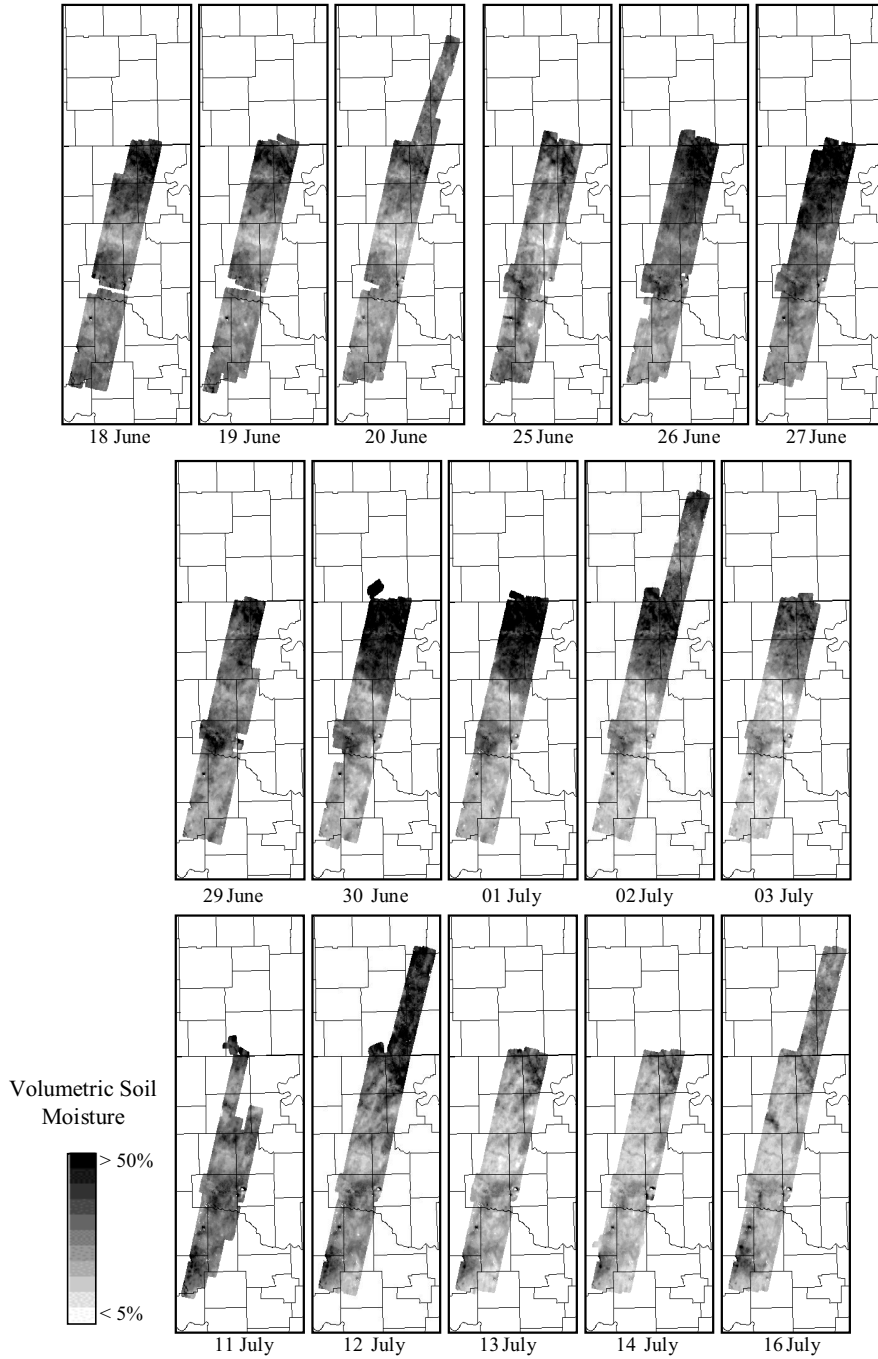 18 June
19 June
20 June
25 June
26 June
27 June
29 June
30 June
01 July
02 July
03 July
Volumetric Soil
Moisture
> 50%
< 5%
11 July
12 July
13 July
14 July
16 July